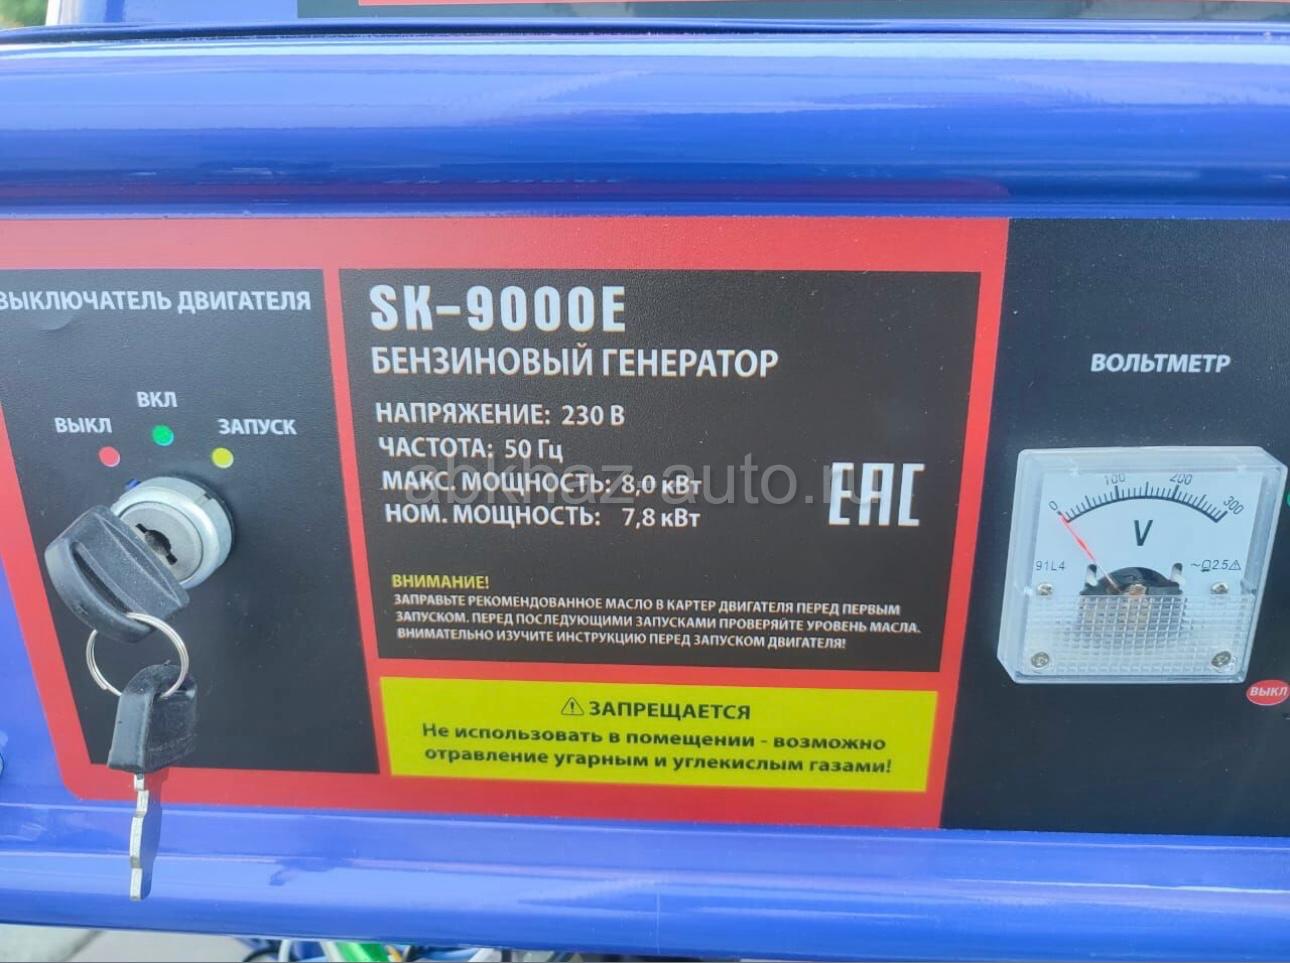 ВЫКЛЮЧАТЕЛЬ ДВИГАТЕЛЯ
ВКЛ
ВЫКЛ
ЗАПУСК
SK-9000E
БЕНЗИНОВЫЙ ГЕНЕРАТОР
НАПРЯЖЕНИЕ: 230 В
ЧАСТОТА: 50 Гц
МАКС. МОЩНОСТЬ: 8,0 кВт
НОМ. МОЩНОСТЬ: 7,8 кВт
abkhaz-auto.ru
EAC
ВНИМАНИЕ!
ЗАПРАВЬТЕ РЕКОМЕНДОВАННОЕ МАСЛО В КАРТЕР ДВИГАТЕЛЯ ПЕРЕД ПЕРВЫМ
ЗАПУСКОМ. ПЕРЕД ПОСЛЕДУЮЩИМИ ЗАПУСКАМИ ПРОВЕРЯЙТЕ УРОВЕНЬ МАСЛА.
ВНИМАТЕЛЬНО ИЗУЧИТЕ ИНСТРУКЦИЮ ПЕРЕД ЗАПУСКОМ ДВИГАТЕЛЯ!
⚠ ЗАПРЕЩАЕТСЯ
Не использовать в помещении - возможно
отравление угарным и углекислым газами!
ВОЛЬТМЕТР
0 100 200 300
V
91L4
~ 2.5
ВЫКЛ